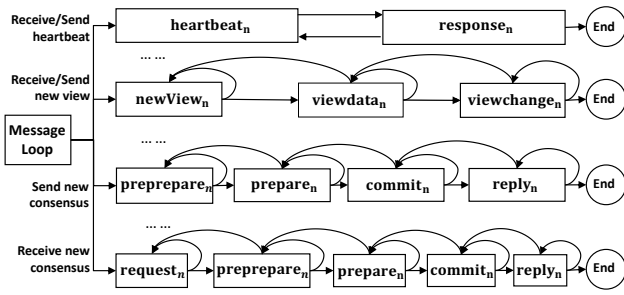 Receive/Send
heartbeat
heartbeatₙ
responseₙ
End
... ...
Receive/Send
new view
newViewₙ
viewdataₙ
viewchangeₙ
End
Message
Loop
... ...
Send new
consensus
preprepareₙ
prepareₙ
commitₙ
replyₙ
End
... ...
Receive new
consensus
requestₙ
preprepareₙ
prepareₙ
commitₙ
replyₙ
End